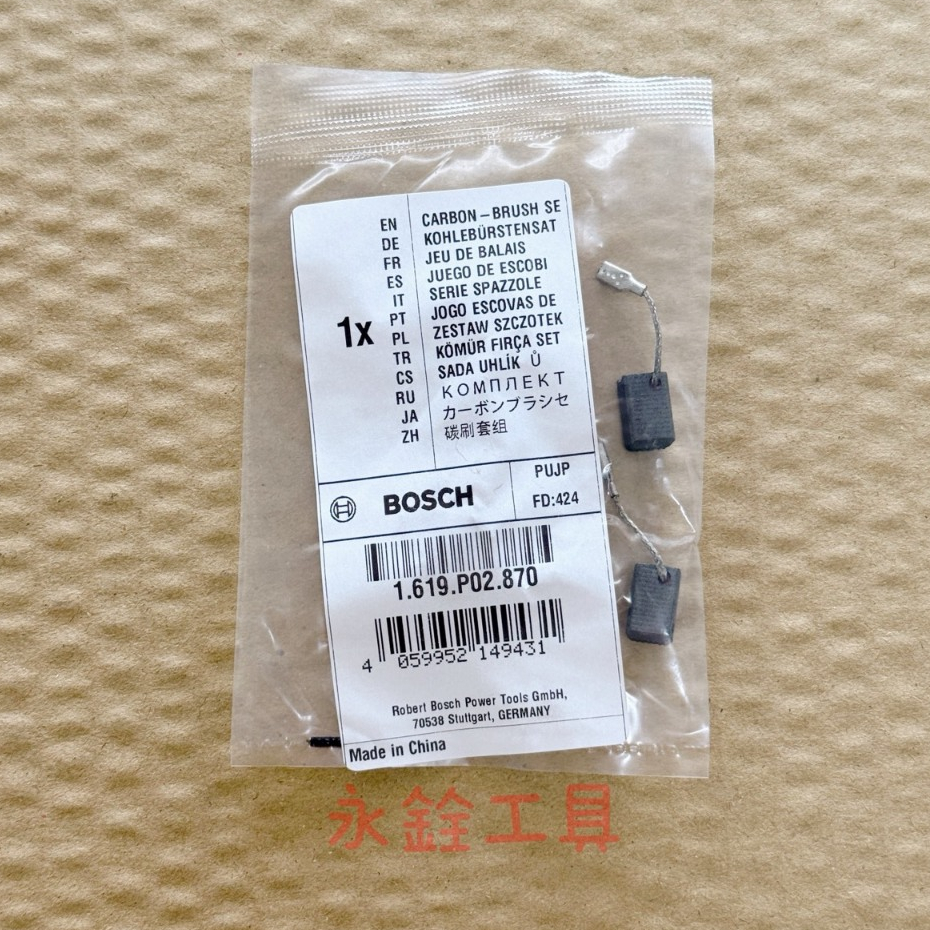 1x
EN CARBON-BRUSH SE
DE KOHLEBÜRSTENSAT
FR JEU DE BALAIS
ES JUEGO DE ESCOBI
IT SERIE SPAZZOLE
PT JOGO ESCOVAS DE
PL ZESTAW SZCZOTEK
TR KÖMÜR FIRÇA SET
CS SADA UHLÍK Ů
RU КОМПЛЕКТ
JA カーボンブラシセ
ZH 碳刷套组
BOSCH
PUJP
FD:424
1.619.P02.870
4 059952 149431
Robert Bosch Power Tools GmbH,
70538 Stuttgart, GERMANY
Made in China
永銓工具